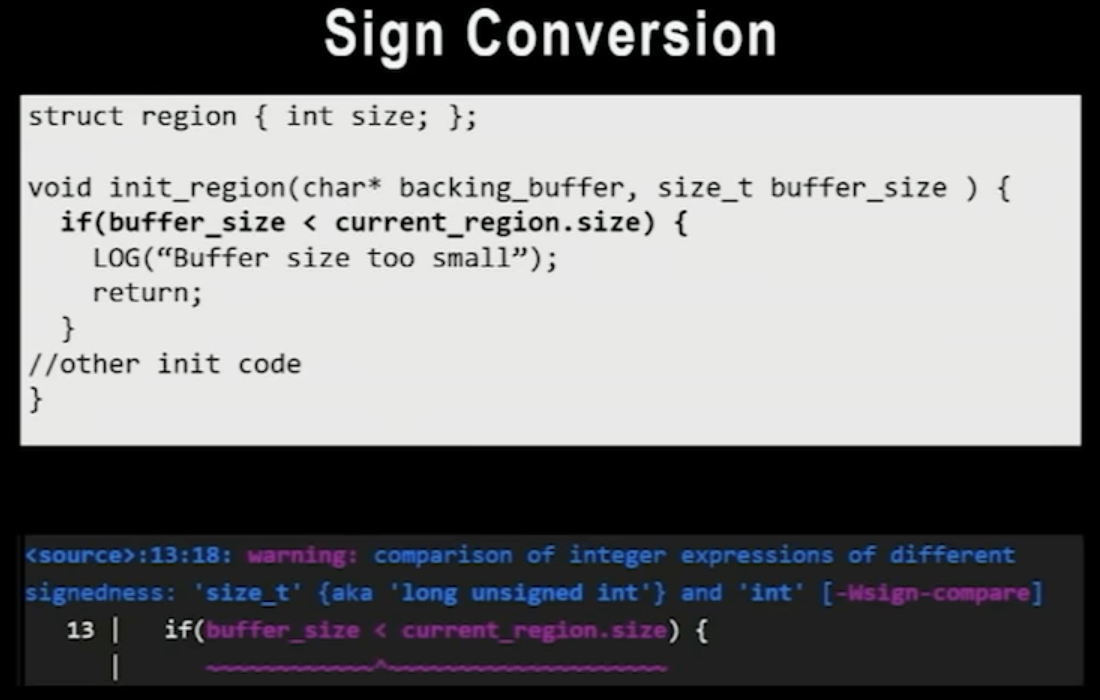 Sign Conversion
struct region { int size; };
void init_region(char* backing_buffer, size_t buffer_size ) {
if(buffer_size < current_region.size) {
LOG(“Buffer size too small”);
return;
}
//other init code
}
<source>:13:18: warning: comparison of integer expressions of different
signedness: 'size_t' {aka 'long unsigned int'} and 'int' [-Wsign-compare]
13 | if(buffer_size < current_region.size) {
| ~~~~~~~~~~~~^~~~~~~~~~~~~~~~~~~~~